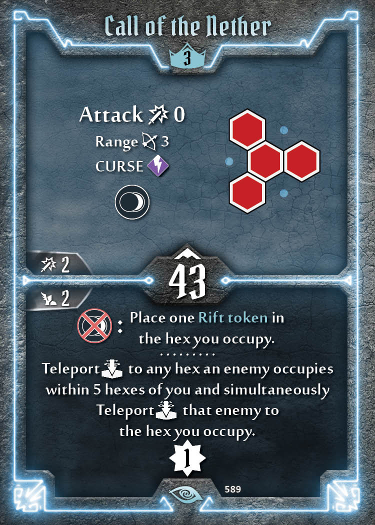 Call of the Nether
3
Attack 0
Range 3
CURSE
2
43
2
: Place one Rift token in
the hex you occupy.
Teleport to any hex an enemy occupies
within 5 hexes of you and simultaneously
Teleport that enemy to
the hex you occupy.
1
589